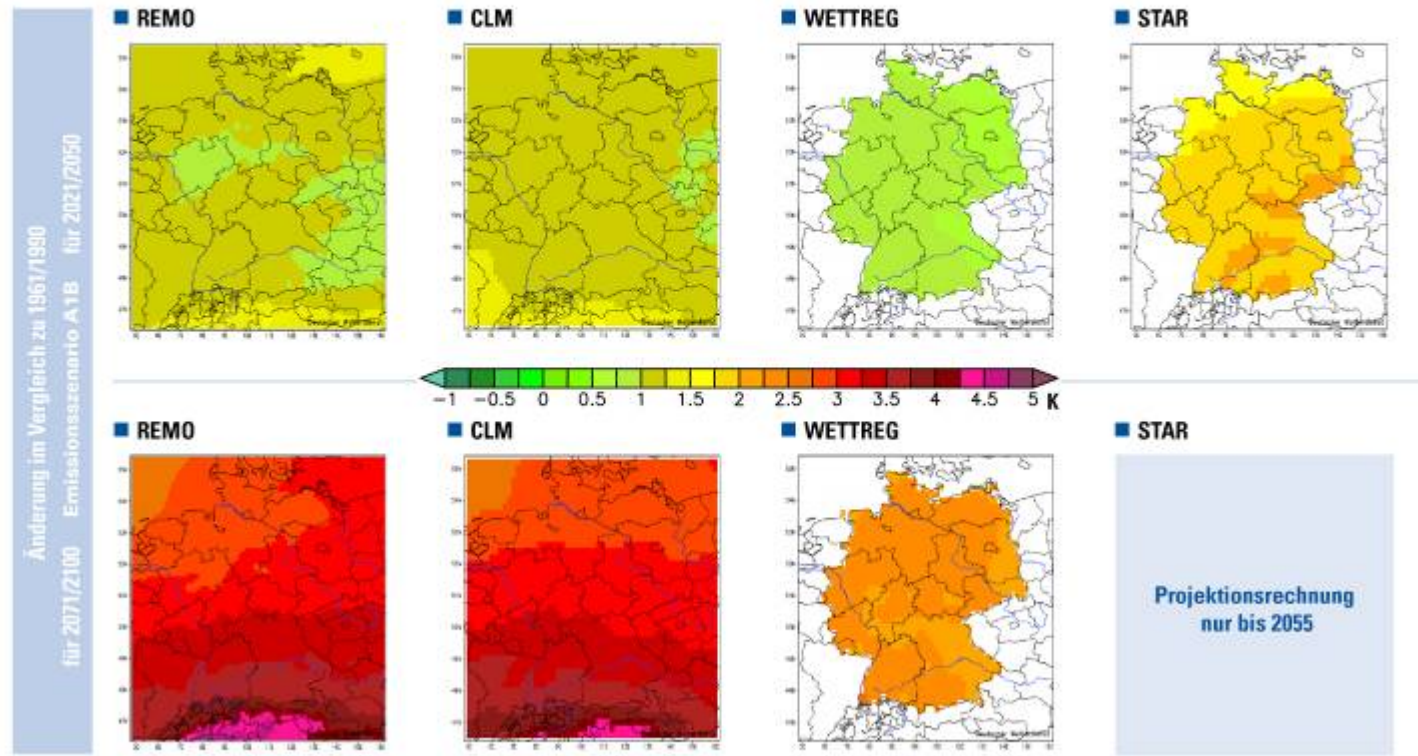 REMO
CLM
WETTREG
STAR
Änderung im Vergleich zu 1961/1990
für 2071/2100 Emissionsszenario A1B für 2021/2050
-1 -0.5 0 0.5 1 1.5 2 2.5 3 3.5 4 4.5 5 K
REMO
CLM
WETTREG
STAR
Projektionsrechnung
nur bis 2055